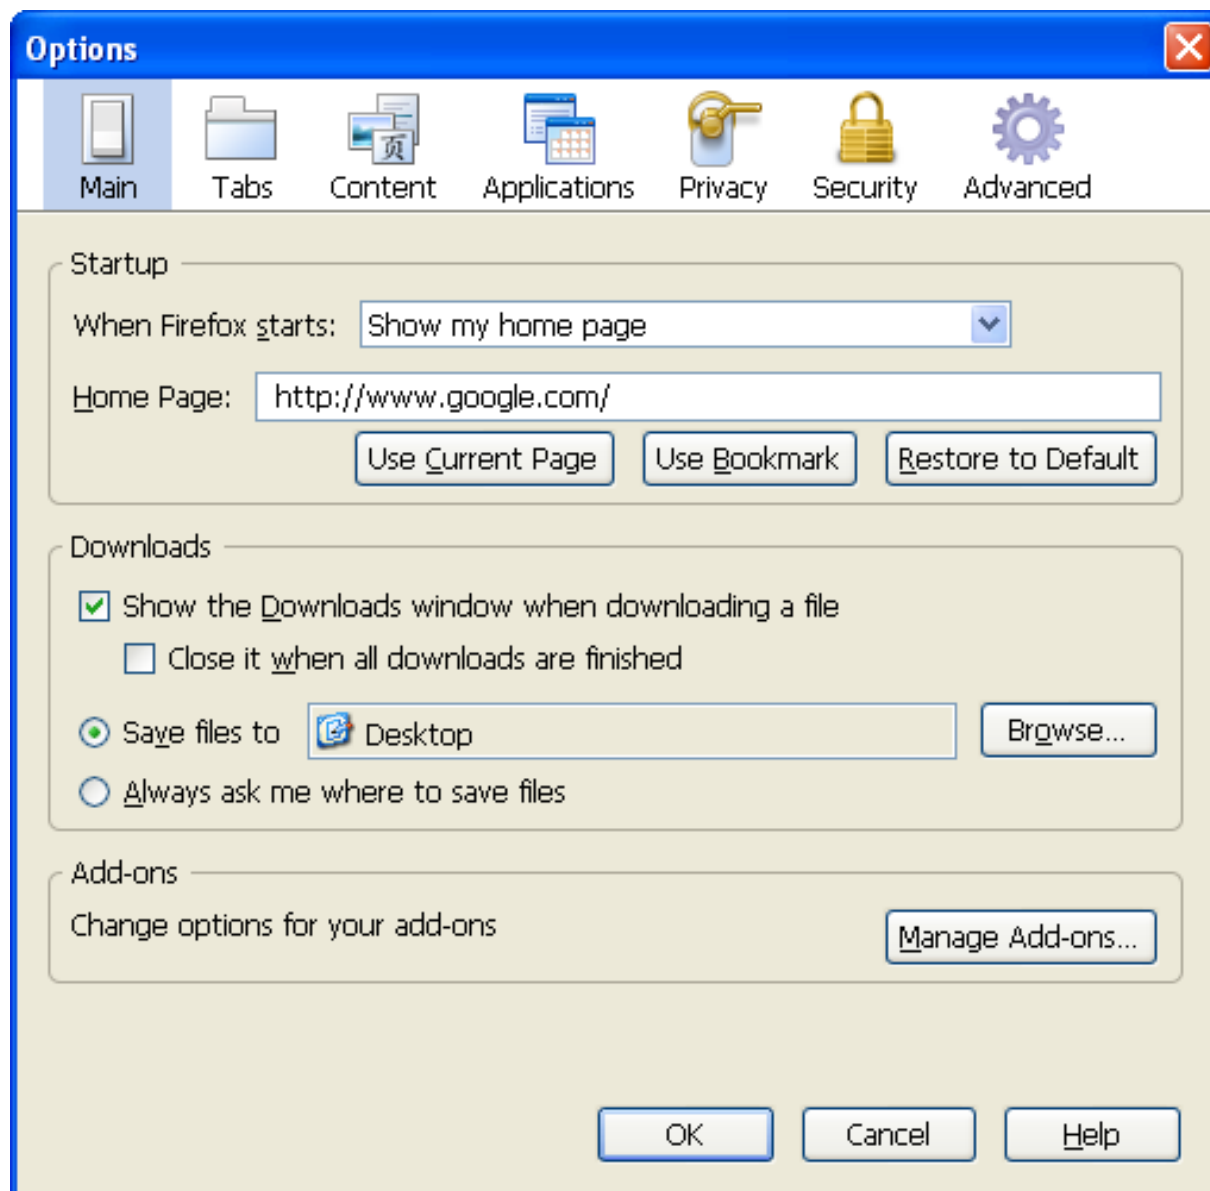 Options
Main Tabs Content Applications Privacy Security Advanced
页
Startup
When Firefox starts: Show my home page
Home Page: http://www.google.com/
Use Current Page Use Bookmark Restore to Default
Downloads
Show the Downloads window when downloading a file
Close it when all downloads are finished
Save files to Desktop Browse...
Always ask me where to save files
Add-ons
Change options for your add-ons Manage Add-ons...
OK Cancel Help